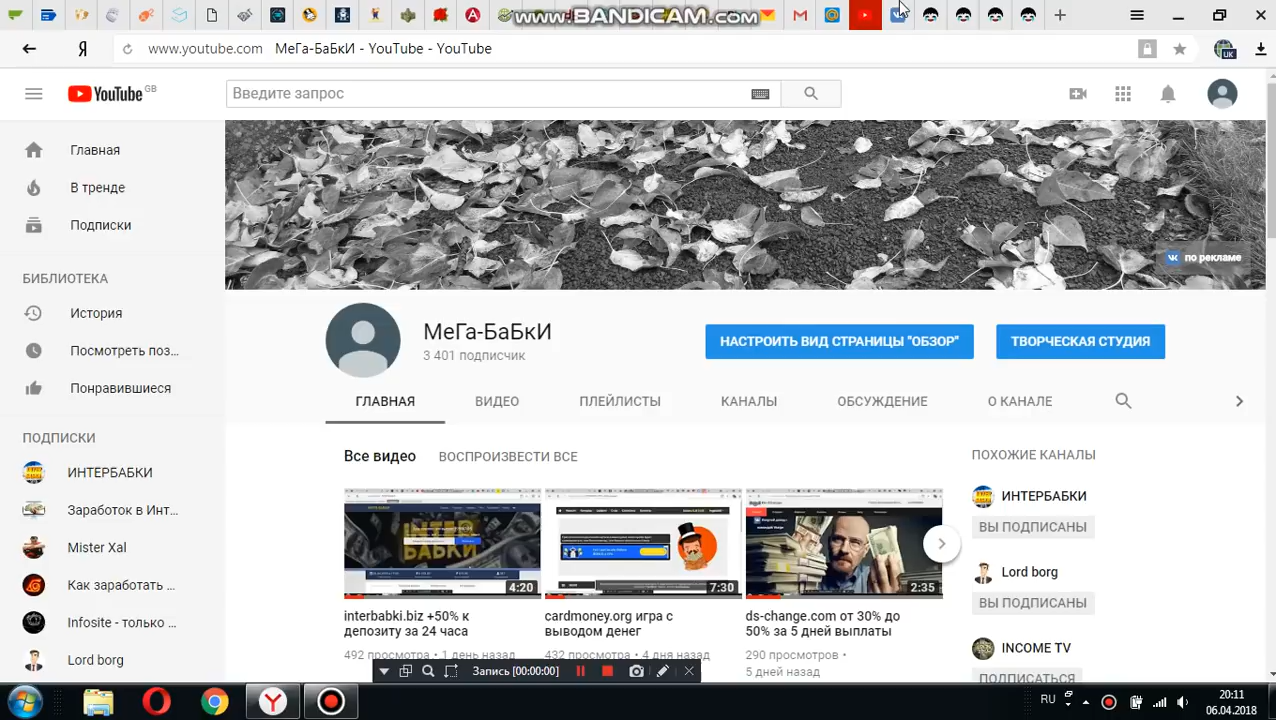 www.BANDICAM.com
Я
www.youtube.com МеГа-БаБкИ - YouTube - YouTube
UK
YouTube GB
Введите запрос
Главная
В тренде
Подписки
БИБЛИОТЕКА
История
Посмотреть поз...
Понравившиеся
ПОДПИСКИ
ИНТЕРБАБКИ
Заработок в Инт...
Mister Xal
Как заработать ...
Infosite - только ...
Lord borg
по рекламе
МеГа-БаБкИ
3 401 подписчик
НАСТРОИТЬ ВИД СТРАНИЦЫ "ОБЗОР"
ТВОРЧЕСКАЯ СТУДИЯ
ГЛАВНАЯ ВИДЕО ПЛЕЙЛИСТЫ КАНАЛЫ ОБСУЖДЕНИЕ О КАНАЛЕ
Все видео ВОСПРОИЗВЕСТИ ВСЕ
4:20
7:30
2:35
interbabki.biz +50% к
депозиту за 24 часа
492 просмотра • 1 день назад
cardmoney.org игра с
выводом денег
432 просмотра • 4 дня назад
ds-change.com от 30% до
50% за 5 дней выплаты
290 просмотров •
5 дней назад
ПОХОЖИЕ КАНАЛЫ
ИНТЕРБАБКИ
ВЫ ПОДПИСАНЫ
Lord borg
ВЫ ПОДПИСАНЫ
INCOME TV
ПОДПИСАТЬСЯ
Запись [00:00:00]
RU
20:11
06.04.2018